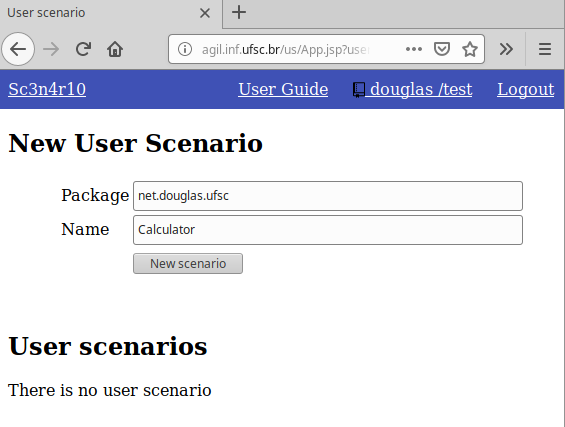 User scenario
agil.inf.ufsc.br/us/App.jsp?use
Sc3n4r10 User Guide douglas /test Logout
New User Scenario
Package net.douglas.ufsc
Name Calculator
New scenario
User scenarios
There is no user scenario